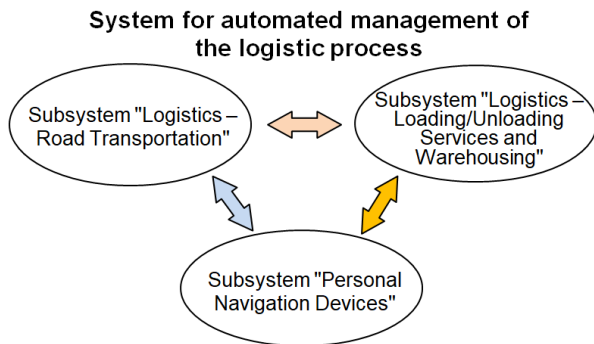 System for automated management of
the logistic process
Subsystem "Logistics –
Road Transportation"
Subsystem "Logistics –
Loading/Unloading
Services and
Warehousing"
Subsystem "Personal
Navigation Devices"